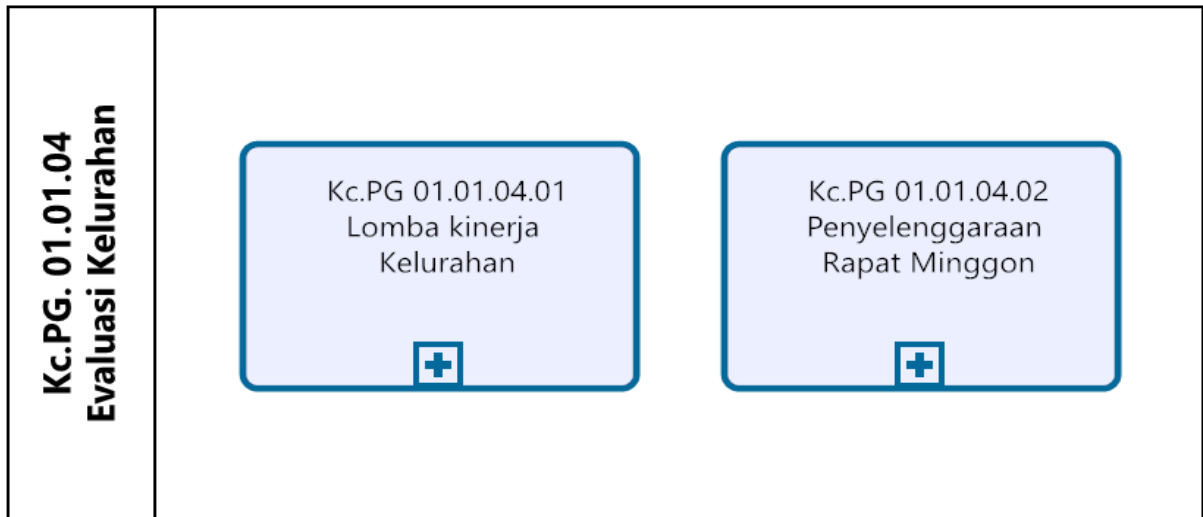 Kc.PG. 01.01.04
Evaluasi Kelurahan
Kc.PG 01.01.04.01
Lomba kinerja
Kelurahan
Kc.PG 01.01.04.02
Penyelenggaraan
Rapat Minggon